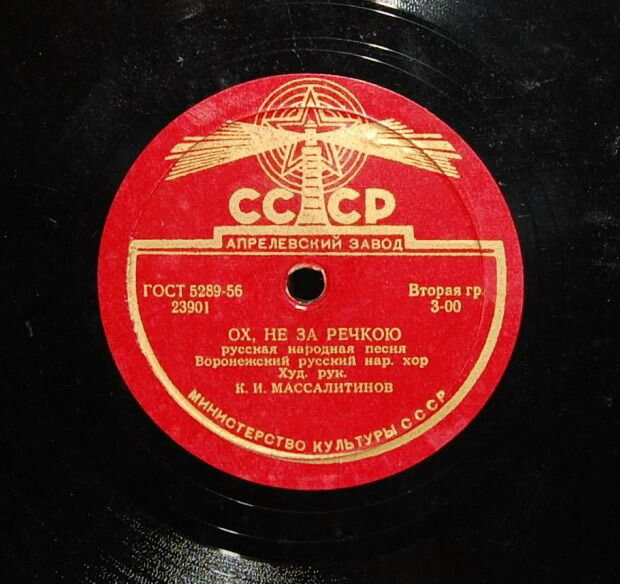 СССР
АПРЕЛЕВСКИЙ ЗАВОД
ГОСТ 5289-56
23901
Вторая гр.
3-00
ОХ, НЕ ЗА РЕЧКОЮ
русская народная песня
Воронежский русский нар. хор
Худ. рук.
К. И. МАССАЛИТИНОВ
МИНИСТЕРСТВО КУЛЬТУРЫ СССР